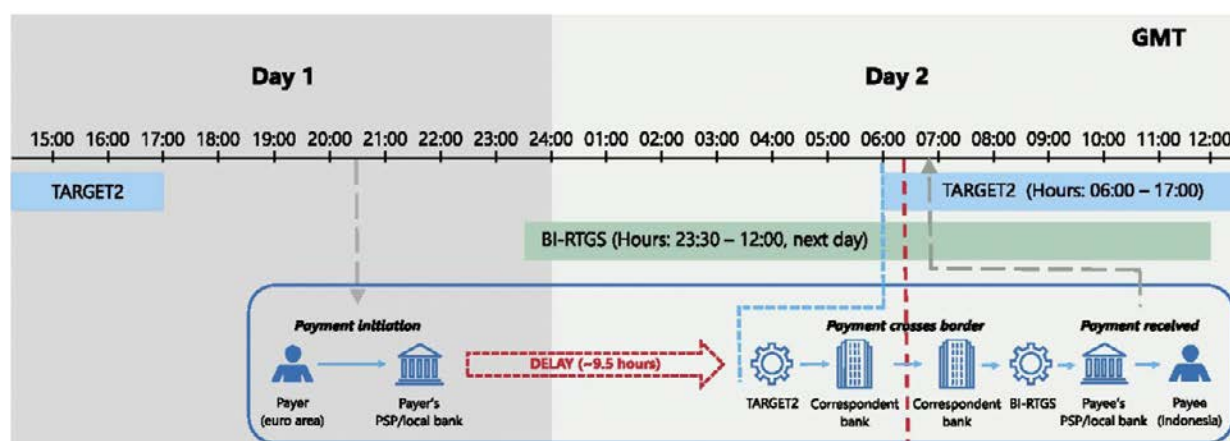 GMT
Day 1
Day 2
15:00 16:00 17:00 18:00 19:00 20:00 21:00 22:00 23:00 24:00 01:00 02:00 03:00 04:00 05:00 06:00 07:00 08:00 09:00 10:00 11:00 12:00
TARGET2
TARGET2 (Hours: 06:00 – 17:00)
BI-RTGS (Hours: 23:30 – 12:00, next day)
Payment initiation
Payment crosses border
Payment received
DELAY (~9.5 hours)
Payer
(euro area)
Payer's
PSP/local bank
TARGET2
Correspondent
bank
Correspondent
bank
BI-RTGS
Payee's
PSP/local bank
Payee
(Indonesia)